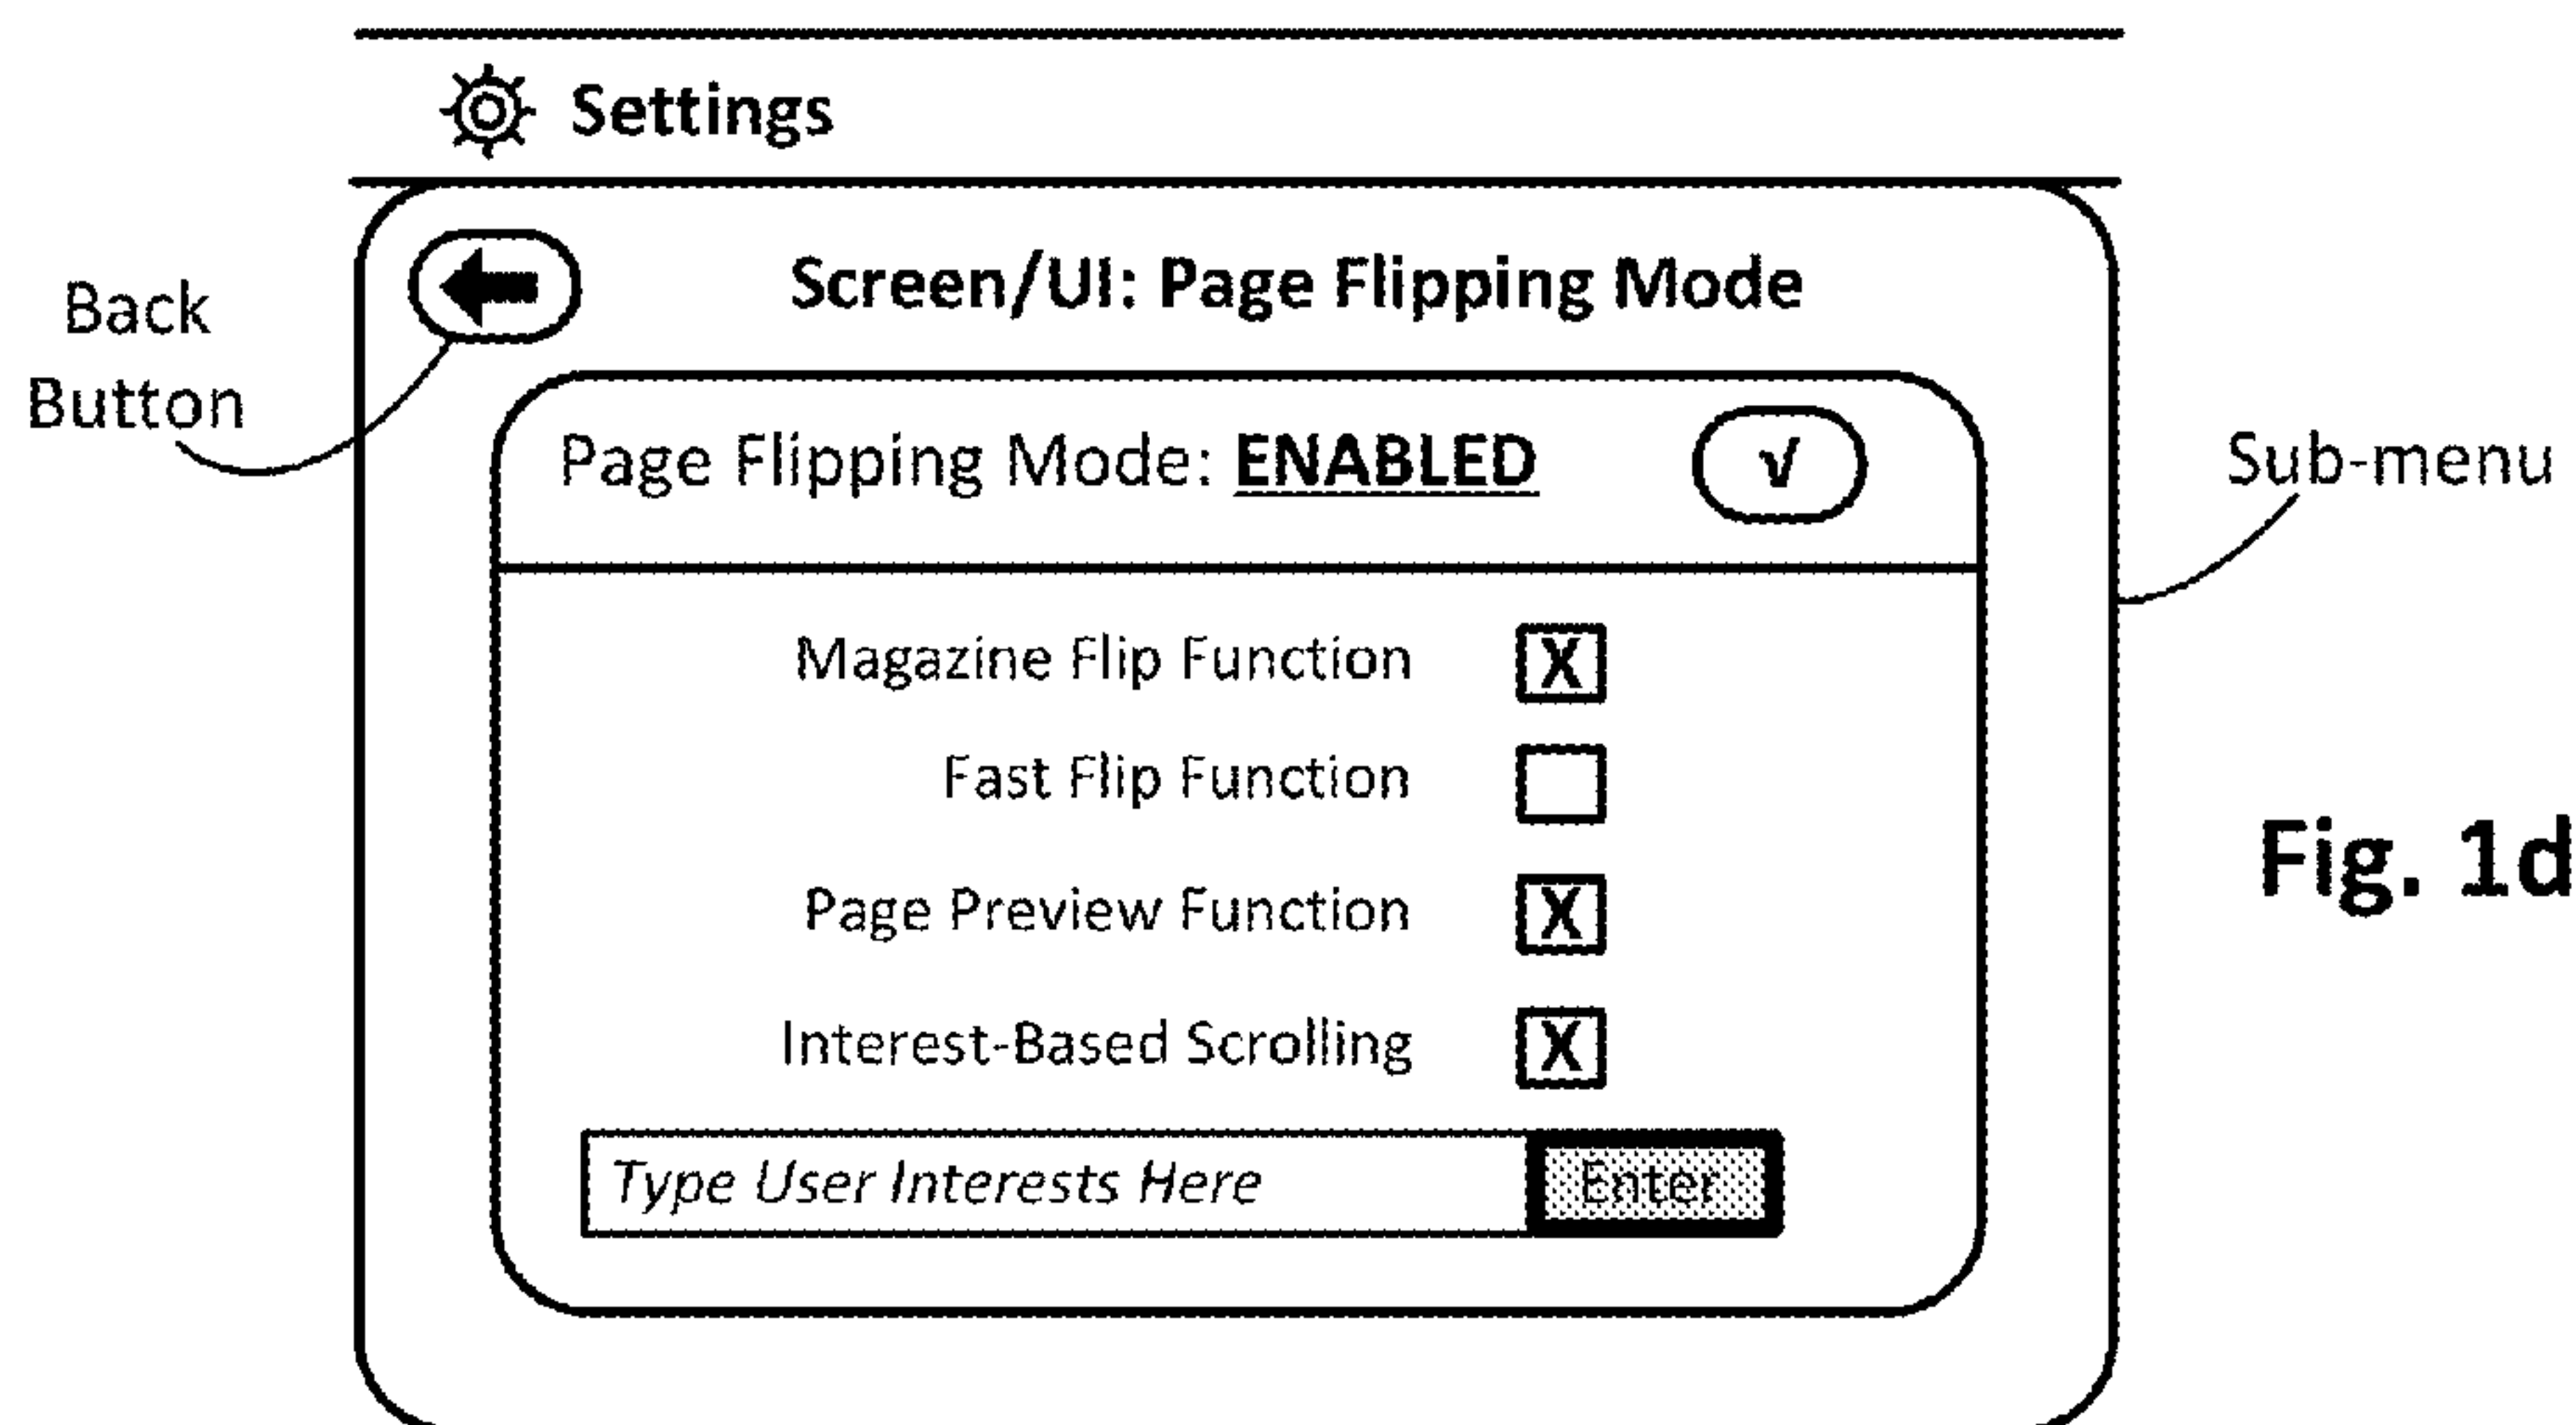 Settings
Back
Button
Screen/UI: Page Flipping Mode
Page Flipping Mode: ENABLED √
Sub-menu
Magazine Flip Function X
Fast Flip Function
Page Preview Function X
Interest-Based Scrolling X
Type User Interests Here Enter
Fig. 1d